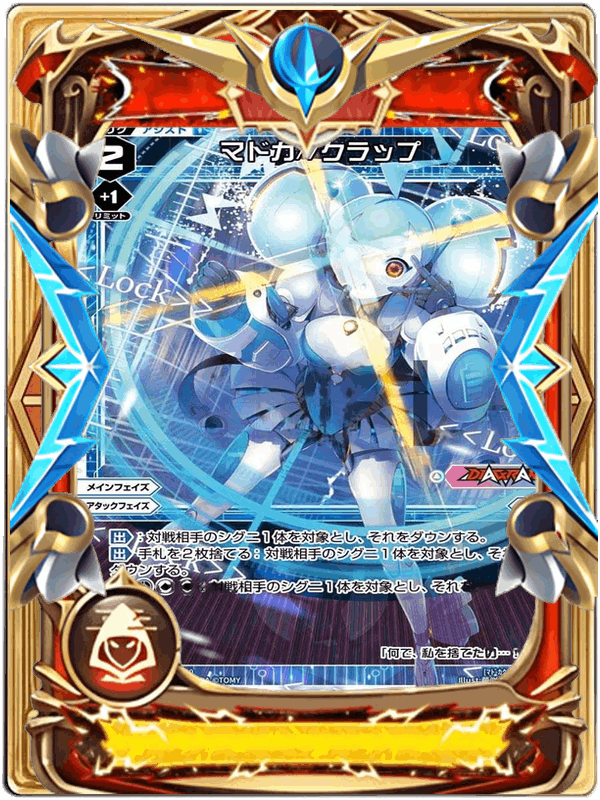 アシスト
2
+1
リミット
マドカ//クラップ
Lock
メインフェイズ
アタックフェイズ
出：対戦相手のシグニ１体を対象とし、それをダウンする。
出 手札を２枚捨てる：対戦相手のシグニ１体を対象とし、それ
ダウンする。
対戦相手のシグニ１体を対象とし、それを
「何で、私を捨てたい…！
©TOMY